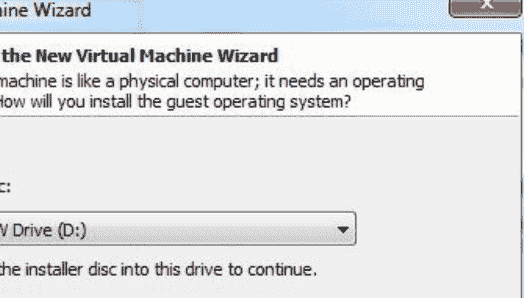 ine Wizard
the New Virtual Machine Wizard
machine is like a physical computer; it needs an operating
How will you install the guest operating system?
c:
W Drive (D:)
the installer disc into this drive to continue.